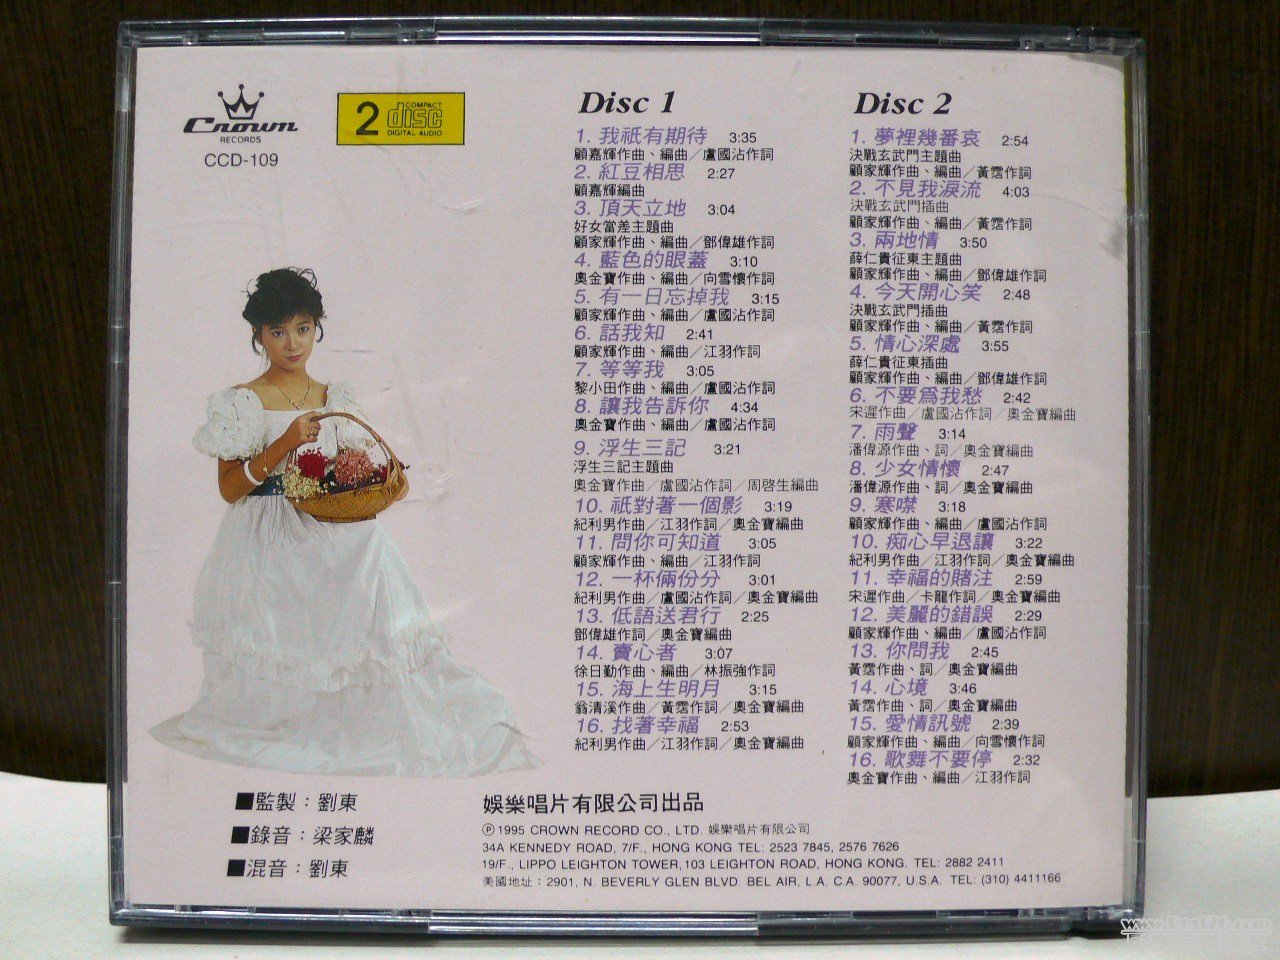 Crown
RECORDS
CCD-109
2 COMPACT
disc
DIGITAL AUDIO
Disc 1
1. 我祇有期待 3:35
顧嘉輝作曲、編曲／盧國沾作詞
2. 紅豆相思 2:27
顧嘉輝編曲
3. 頂天立地 3:04
好女當差主題曲
顧家輝作曲、編曲／鄧偉雄作詞
4. 藍色的眼蓋 3:10
奧金寶作曲、編曲／向雪懷作詞
5. 有一日忘掉我 3:15
顧家輝作曲、編曲／盧國沾作詞
6. 話我知 2:41
顧家輝作曲、編曲／江羽作詞
7. 等等我 3:05
黎小田作曲、編曲／盧國沾作詞
8. 讓我告訴你 4:34
奧金寶作曲、編曲／盧國沾作詞
9. 浮生三記 3:21
浮生三記主題曲
奧金寶作曲／盧國沾作詞／周啓生編曲
10. 祇對著一個影 3:19
紀利男作曲／江羽作詞／奧金寶編曲
11. 問你可知道 3:05
顧家輝作曲、編曲／江羽作詞
12. 一杯倆份分 3:01
紀利男作曲／盧國沾作詞／奧金寶編曲
13. 低語送君行 2:25
鄧偉雄作詞／奧金寶編曲
14. 賣心者 3:07
徐日勤作曲、編曲／林振強作詞
15. 海上生明月 3:15
翁清溪作曲／黃霑作詞／奧金寶編曲
16. 找著幸福 2:53
紀利男作曲／江羽作詞／奧金寶編曲
Disc 2
1. 夢裡幾番哀 2:54
決戰玄武門主題曲
顧家輝作曲、編曲／黃霑作詞
2. 不見我淚流 4:03
決戰玄武門插曲
顧家輝作曲、編曲／黃霑作詞
3. 兩地情 3:50
薛仁貴征東主題曲
顧家輝作曲、編曲／鄧偉雄作詞
4. 今天開心笑 2:48
決戰玄武門插曲
顧家輝作曲、編曲／黃霑作詞
5. 情心深處 3:55
薛仁貴征東插曲
顧家輝作曲、編曲／鄧偉雄作詞
6. 不要爲我愁 2:42
宋遲作曲／盧國沾作詞／奧金寶編曲
7. 雨聲 3:14
潘偉源作曲、詞／奧金寶編曲
8. 少女情懷 2:47
潘偉源作曲、詞／奧金寶編曲
9. 寒噤 3:18
顧家輝作曲、編曲／盧國沾作詞
10. 痴心早退讓 3:22
紀利男作曲／江羽作詞／奧金寶編曲
11. 幸福的賭注 2:59
宋遲作曲／卡龍作詞／奧金寶編曲
12. 美麗的錯誤 2:29
顧家輝作曲、編曲／盧國沾作詞
13. 你問我 2:45
黃霑作曲、詞／奧金寶編曲
14. 心境 3:46
黃霑作曲、詞／奧金寶編曲
15. 愛情訊號 2:39
顧家輝作曲、編曲／向雪懷作詞
16. 歌舞不要停 2:32
奧金寶作曲、編曲／江羽作詞
■監製：劉東
■錄音：梁家麟
■混音：劉東
娛樂唱片有限公司出品
Ⓟ1995 CROWN RECORD CO., LTD. 娛樂唱片有限公司
34A KENNEDY ROAD, 7/F., HONG KONG TEL: 2523 7845, 2576 7626
19/F., LIPPO LEIGHTON TOWER, 103 LEIGHTON ROAD, HONG KONG. TEL: 2882 2411
美國地址：2901, N. BEVERLY GLEN BLVD. BEL AIR, L.A. C.A. 90077, U.S.A. TEL: (310) 4411166